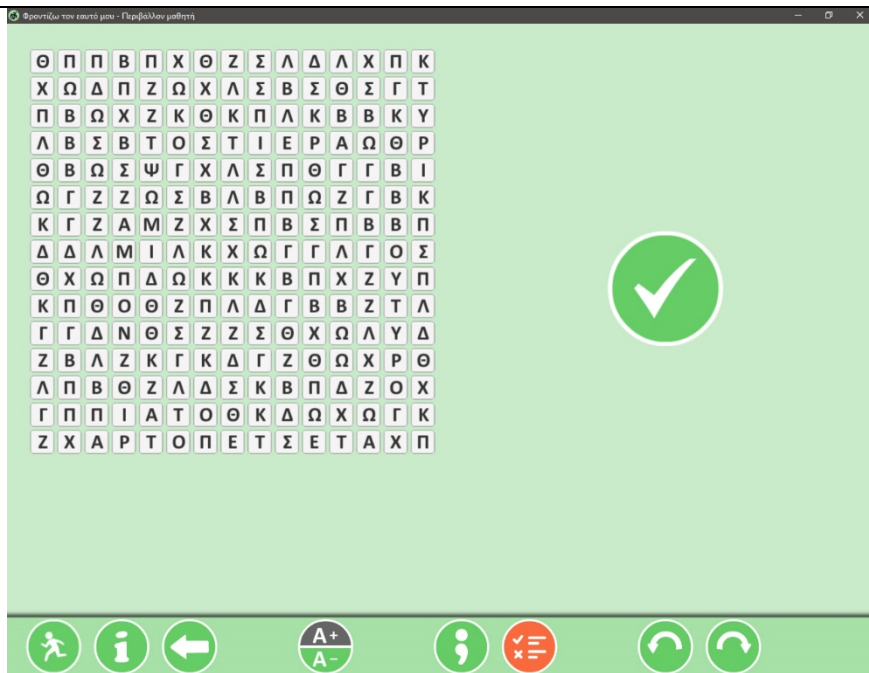 Φροντίζω τον εαυτό μου - Περιβάλλον μαθητή
Θ Π Π Β Π Χ Θ Ζ Σ Λ Δ Λ Χ Π Κ
Χ Ω Δ Π Ζ Ω Χ Λ Σ Β Σ Θ Σ Γ Τ
Π Β Ω Χ Ζ Κ Θ Κ Π Λ Κ Β Β Κ Υ
Λ Β Σ Β Τ Ο Σ Τ Ι Ε Ρ Α Ω Θ Ρ
Θ Β Ω Σ Ψ Γ Χ Λ Σ Π Θ Γ Γ Β Ι
Ω Γ Ζ Ζ Ω Σ Β Λ Β Π Ω Ζ Γ Β Κ
Κ Γ Ζ Α Μ Ζ Χ Σ Π Β Σ Π Β Β Π
Δ Δ Λ Μ Ι Λ Κ Χ Ω Γ Γ Λ Γ Ο Σ
Θ Χ Ω Π Δ Ω Κ Κ Κ Β Π Χ Ζ Υ Π
Κ Π Θ Ο Θ Ζ Π Λ Δ Γ Β Β Ζ Τ Λ
Γ Γ Δ Ν Θ Σ Ζ Ζ Σ Θ Χ Ω Λ Υ Δ
Ζ Β Λ Ζ Κ Γ Κ Δ Γ Ζ Θ Ω Χ Ρ Θ
Λ Π Β Θ Ζ Λ Δ Σ Κ Β Π Δ Ζ Ο Χ
Γ Π Π Ι Α Τ Ο Θ Κ Δ Ω Χ Ω Γ Κ
Ζ Χ Α Ρ Τ Ο Π Ε Τ Σ Ε Τ Α Χ Π
A+
A-